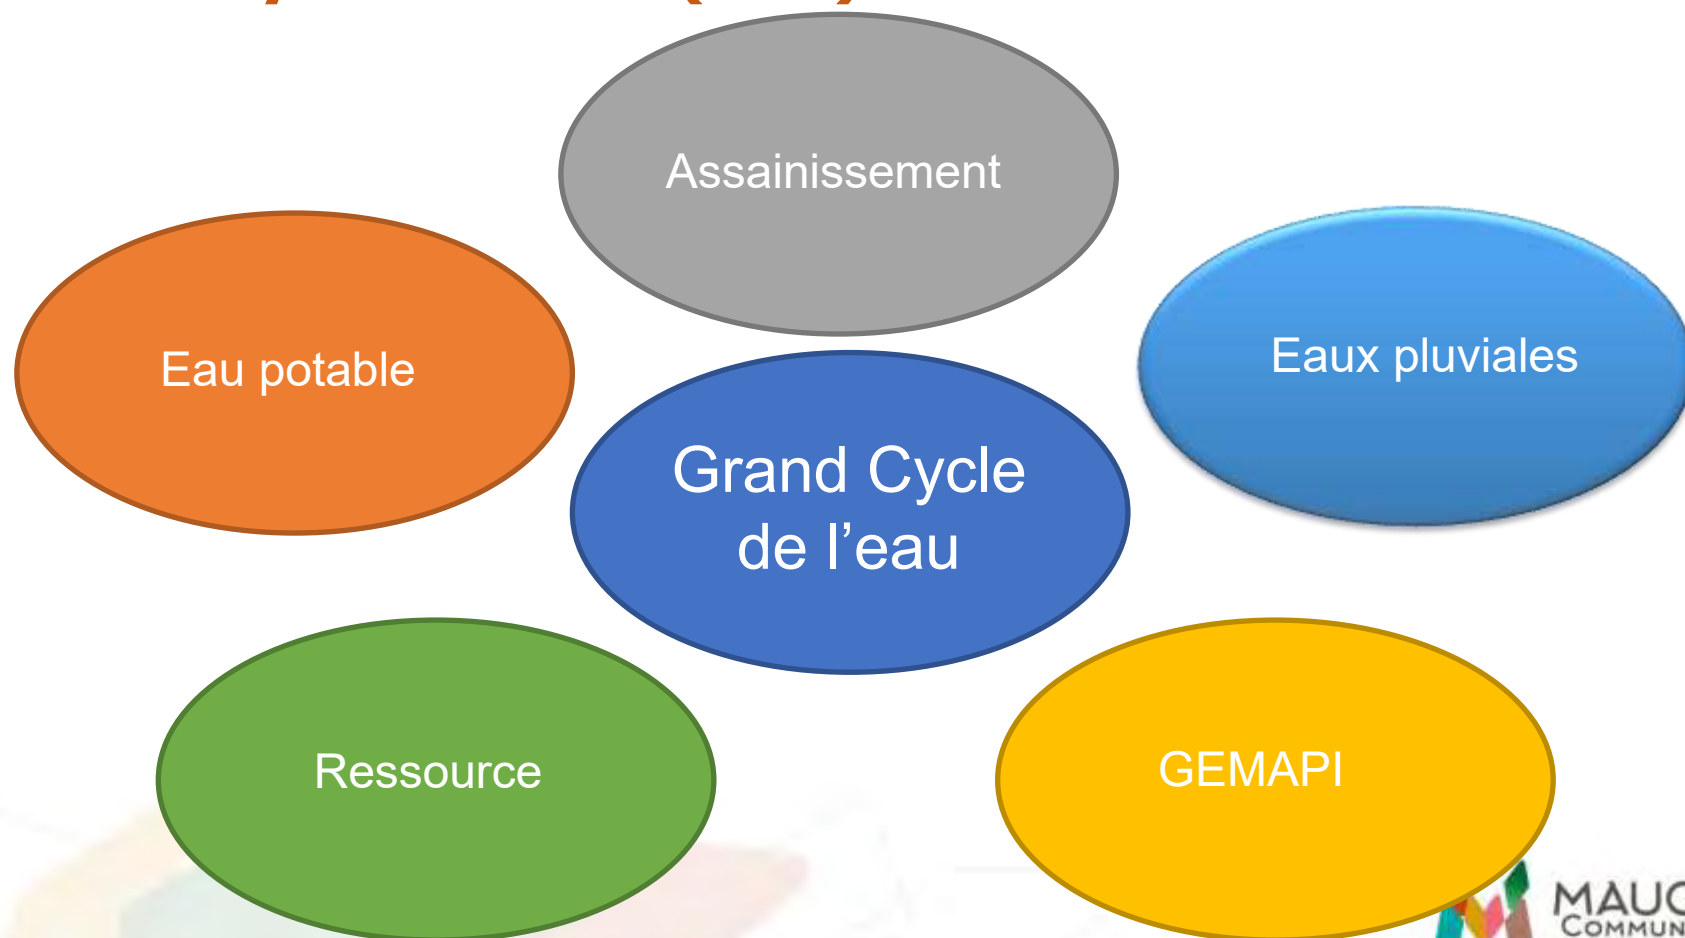 Assainissement
Eau potable
Eaux pluviales
Grand Cycle
de l’eau
Ressource
GEMAPI